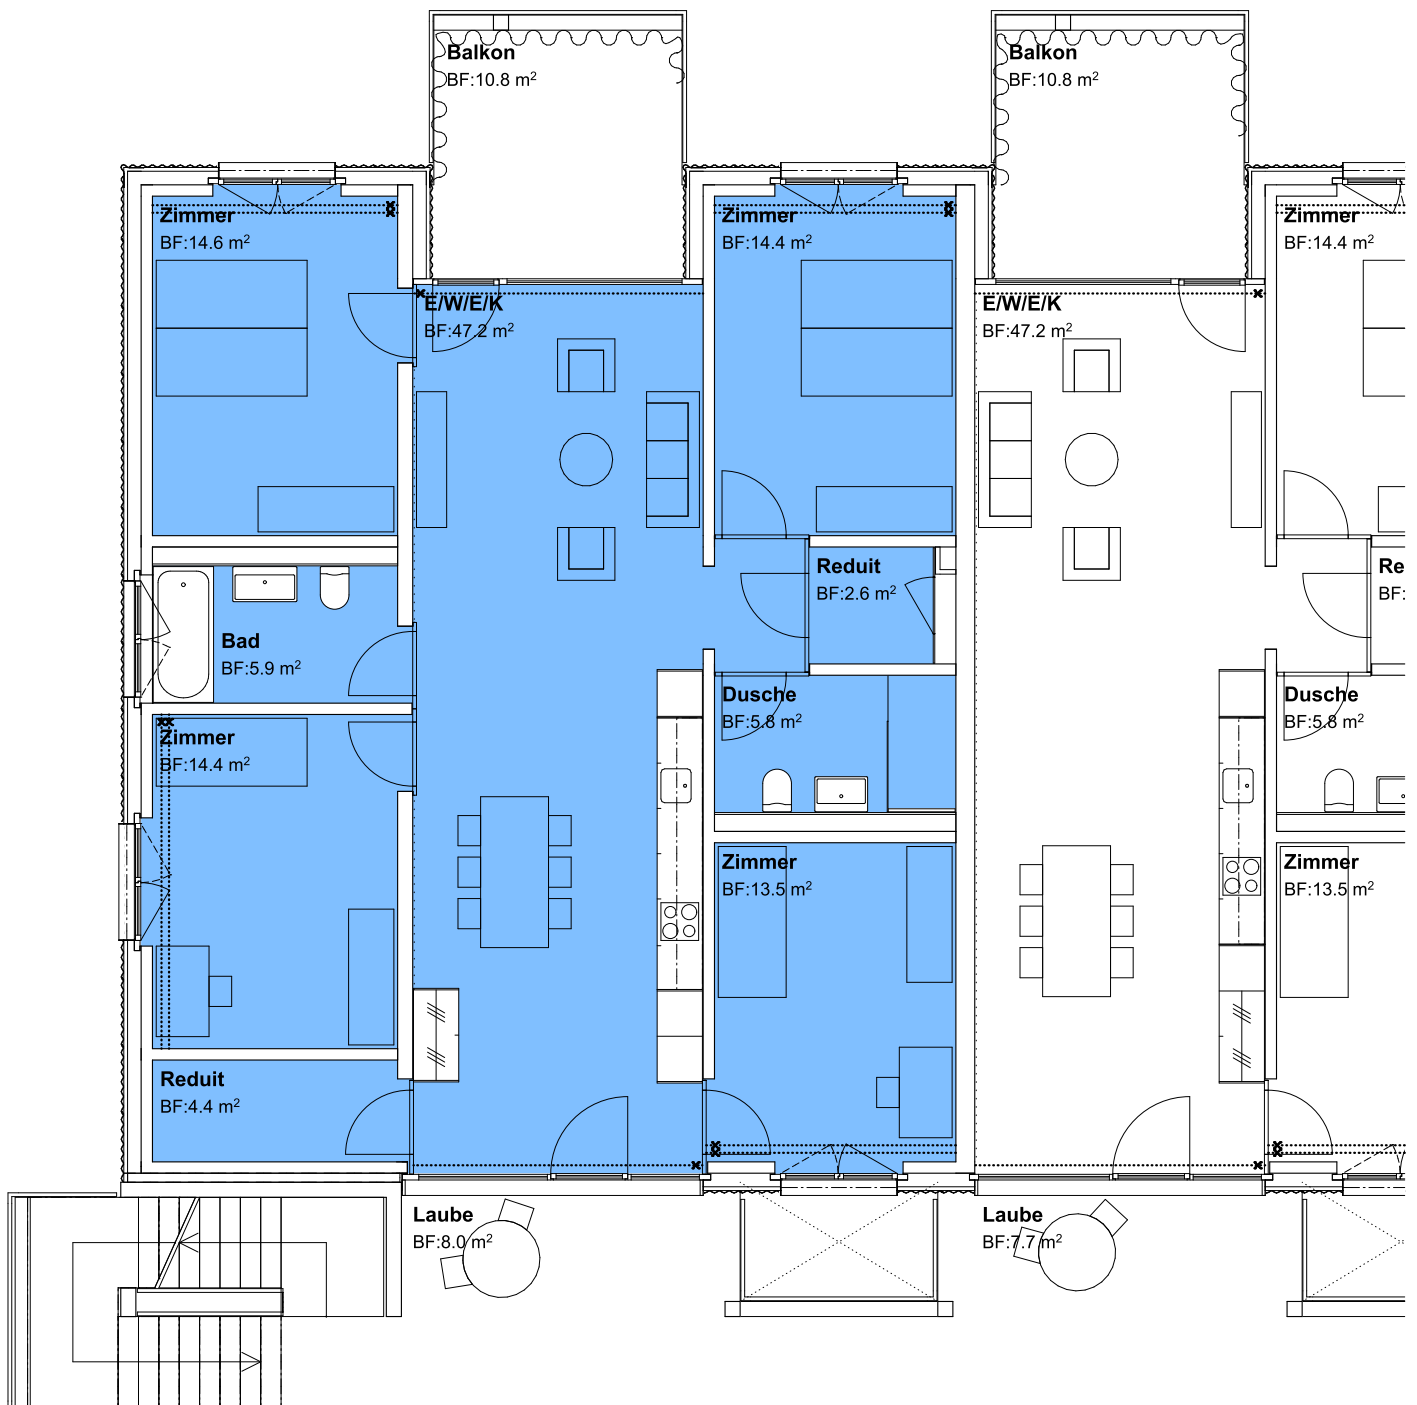 Balkon
BF:10.8 m²
Balkon
BF:10.8 m²
Zimmer
BF:14.6 m²
Zimmer
BF:14.4 m²
Zimmer
BF:14.4 m²
E/W/E/K
BF:47.2 m²
E/W/E/K
BF:47.2 m²
Reduit
BF:2.6 m²
Re
BF:
Bad
BF:5.9 m²
Dusche
BF:5.8 m²
Dusche
BF:5.8 m²
Zimmer
BF:14.4 m²
Zimmer
BF:13.5 m²
Zimmer
BF:13.5 m²
Reduit
BF:4.4 m²
Laube
BF:8.0 m²
Laube
BF:7.7 m²